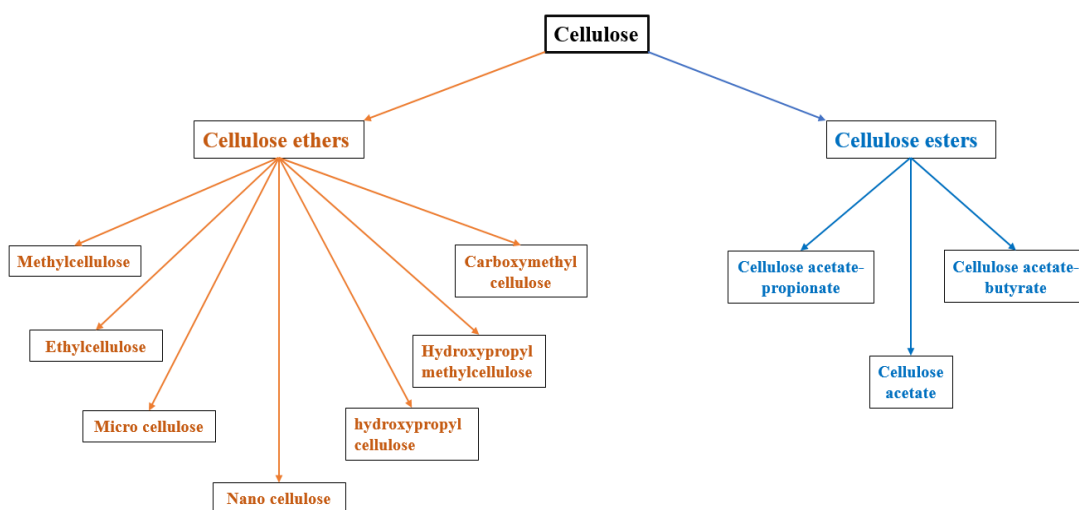 Cellulose
Cellulose ethers
Cellulose esters
Methylcellulose
Carboxymethyl
cellulose
Cellulose acetate-
propionate
Cellulose acetate-
butyrate
Ethylcellulose
Hydroxypropyl
methylcellulose
Cellulose
acetate
Micro cellulose
hydroxypropyl
cellulose
Nano cellulose